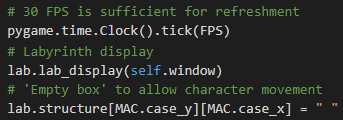 # 30 FPS is sufficient for refreshment
pygame.time.Clock().tick(FPS)
# Labyrinth display
lab.lab_display(self.window)
# 'Empty box' to allow character movement
lab.structure[MAC.case_y][MAC.case_x] = " "